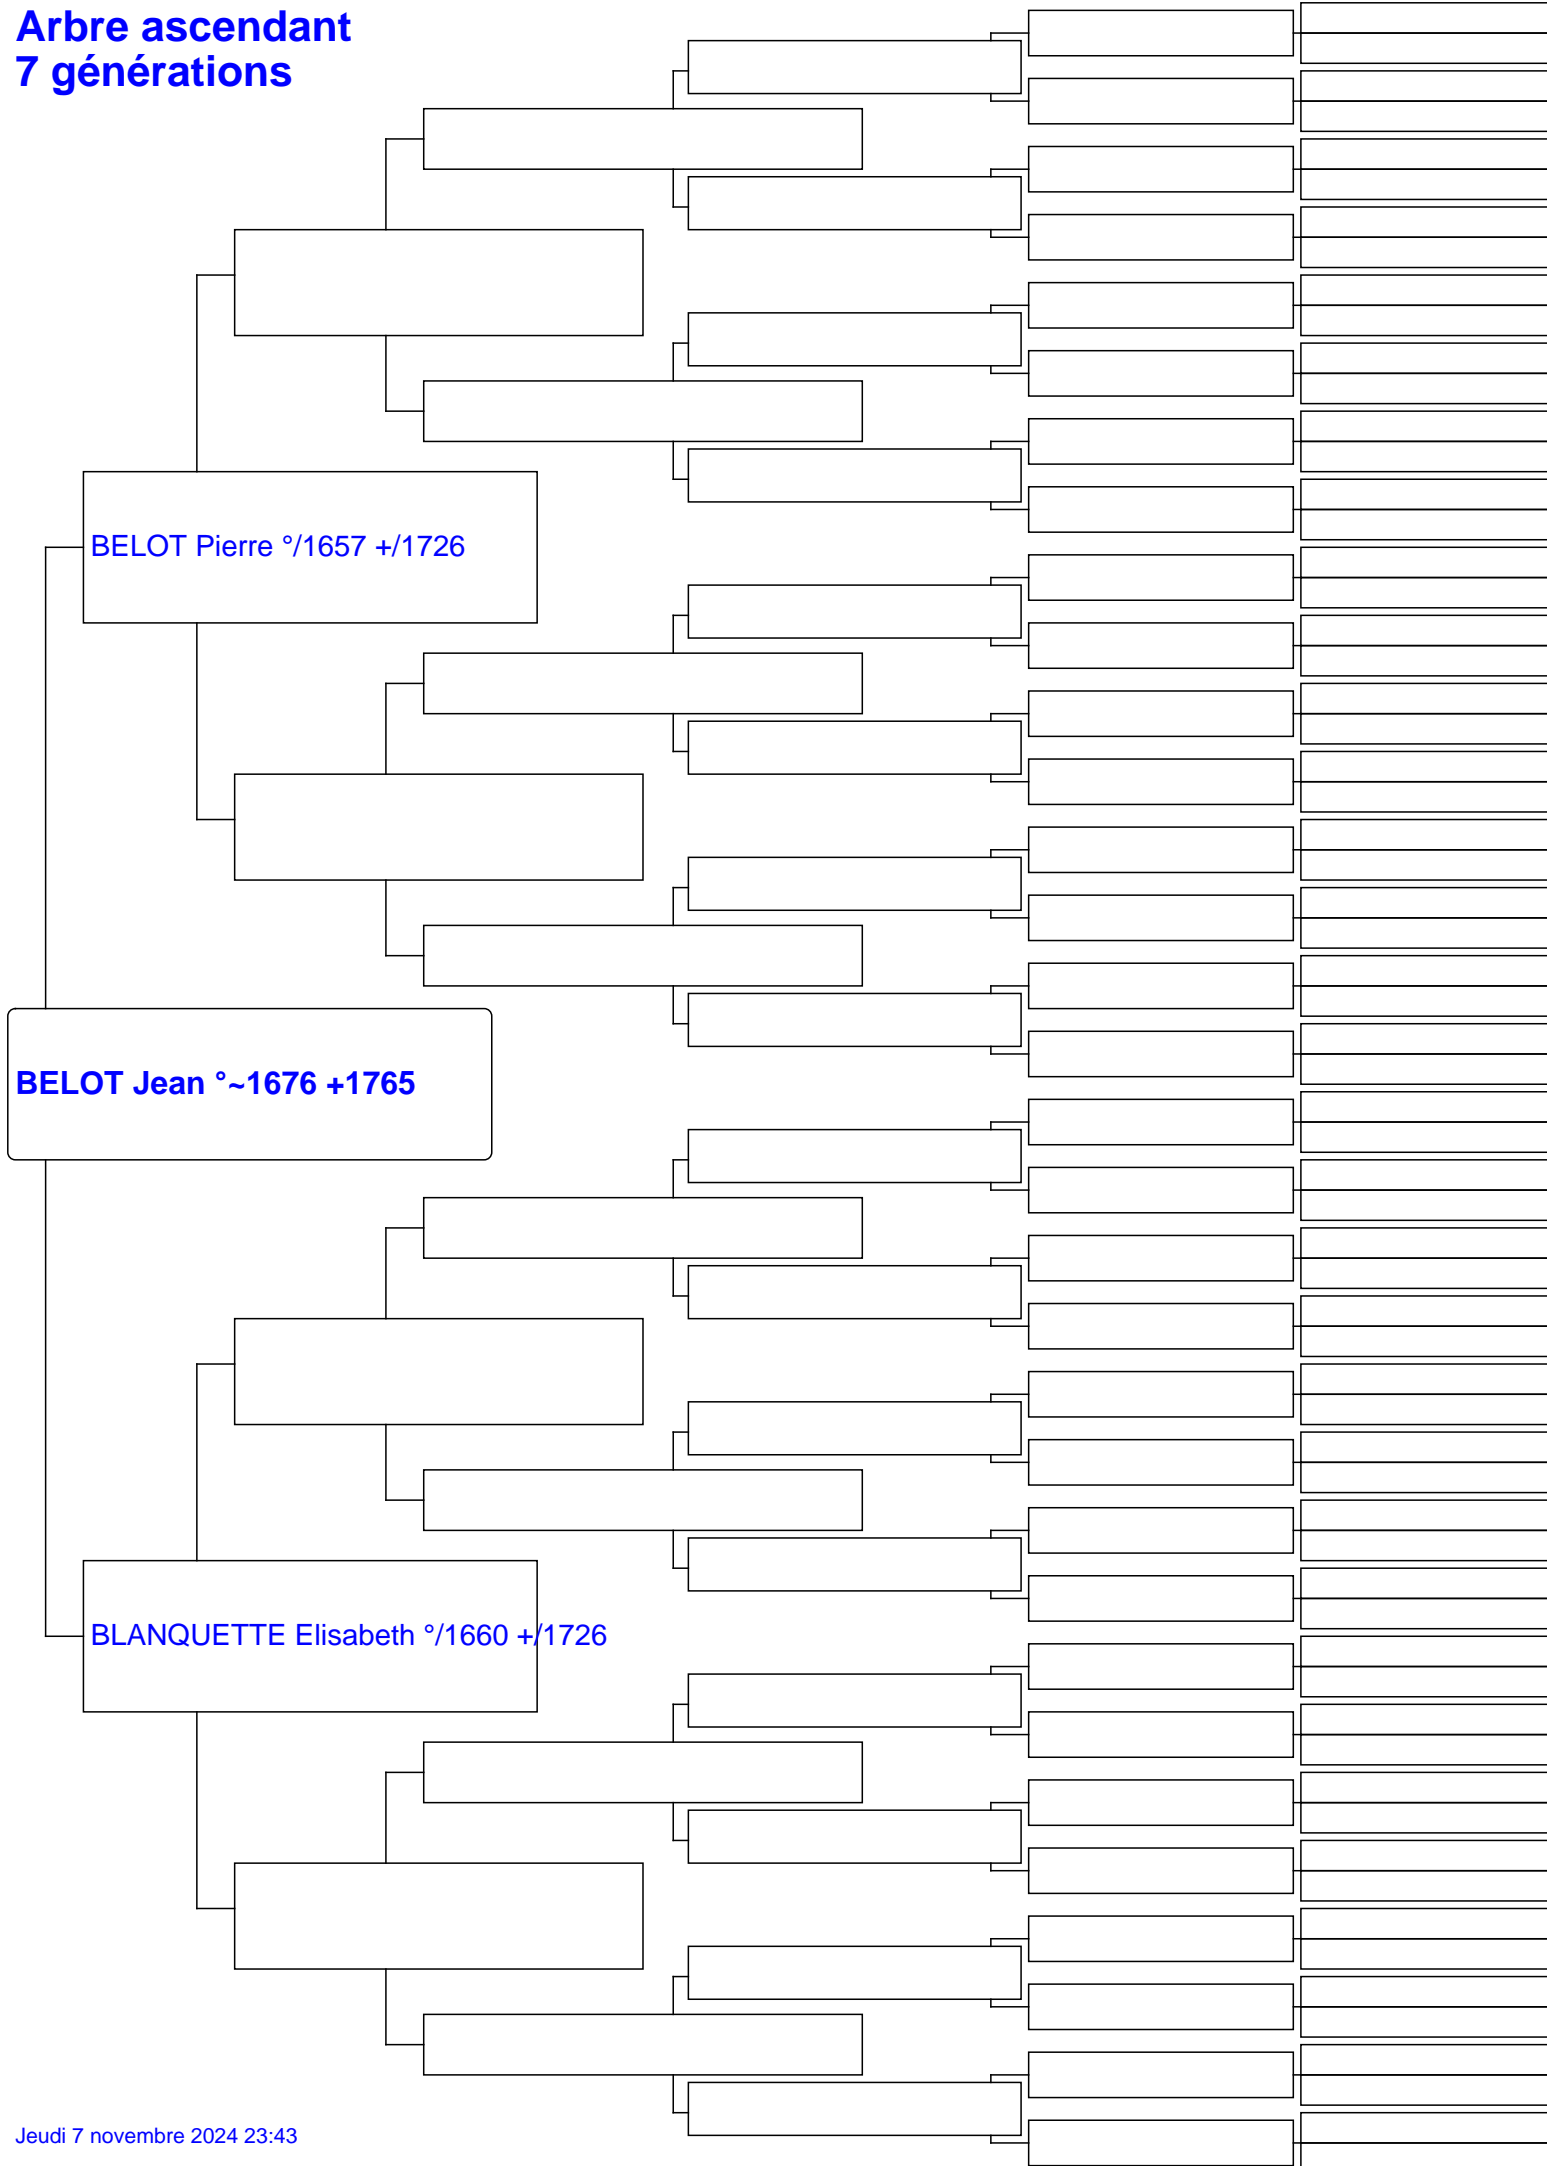 Arbre ascendant
7 générations
BELOT Pierre °/1657 +/1726
BELOT Jean °~1676 +1765
BLANQUETTE Elisabeth °/1660 +/1726
Jeudi 7 novembre 2024 23:43